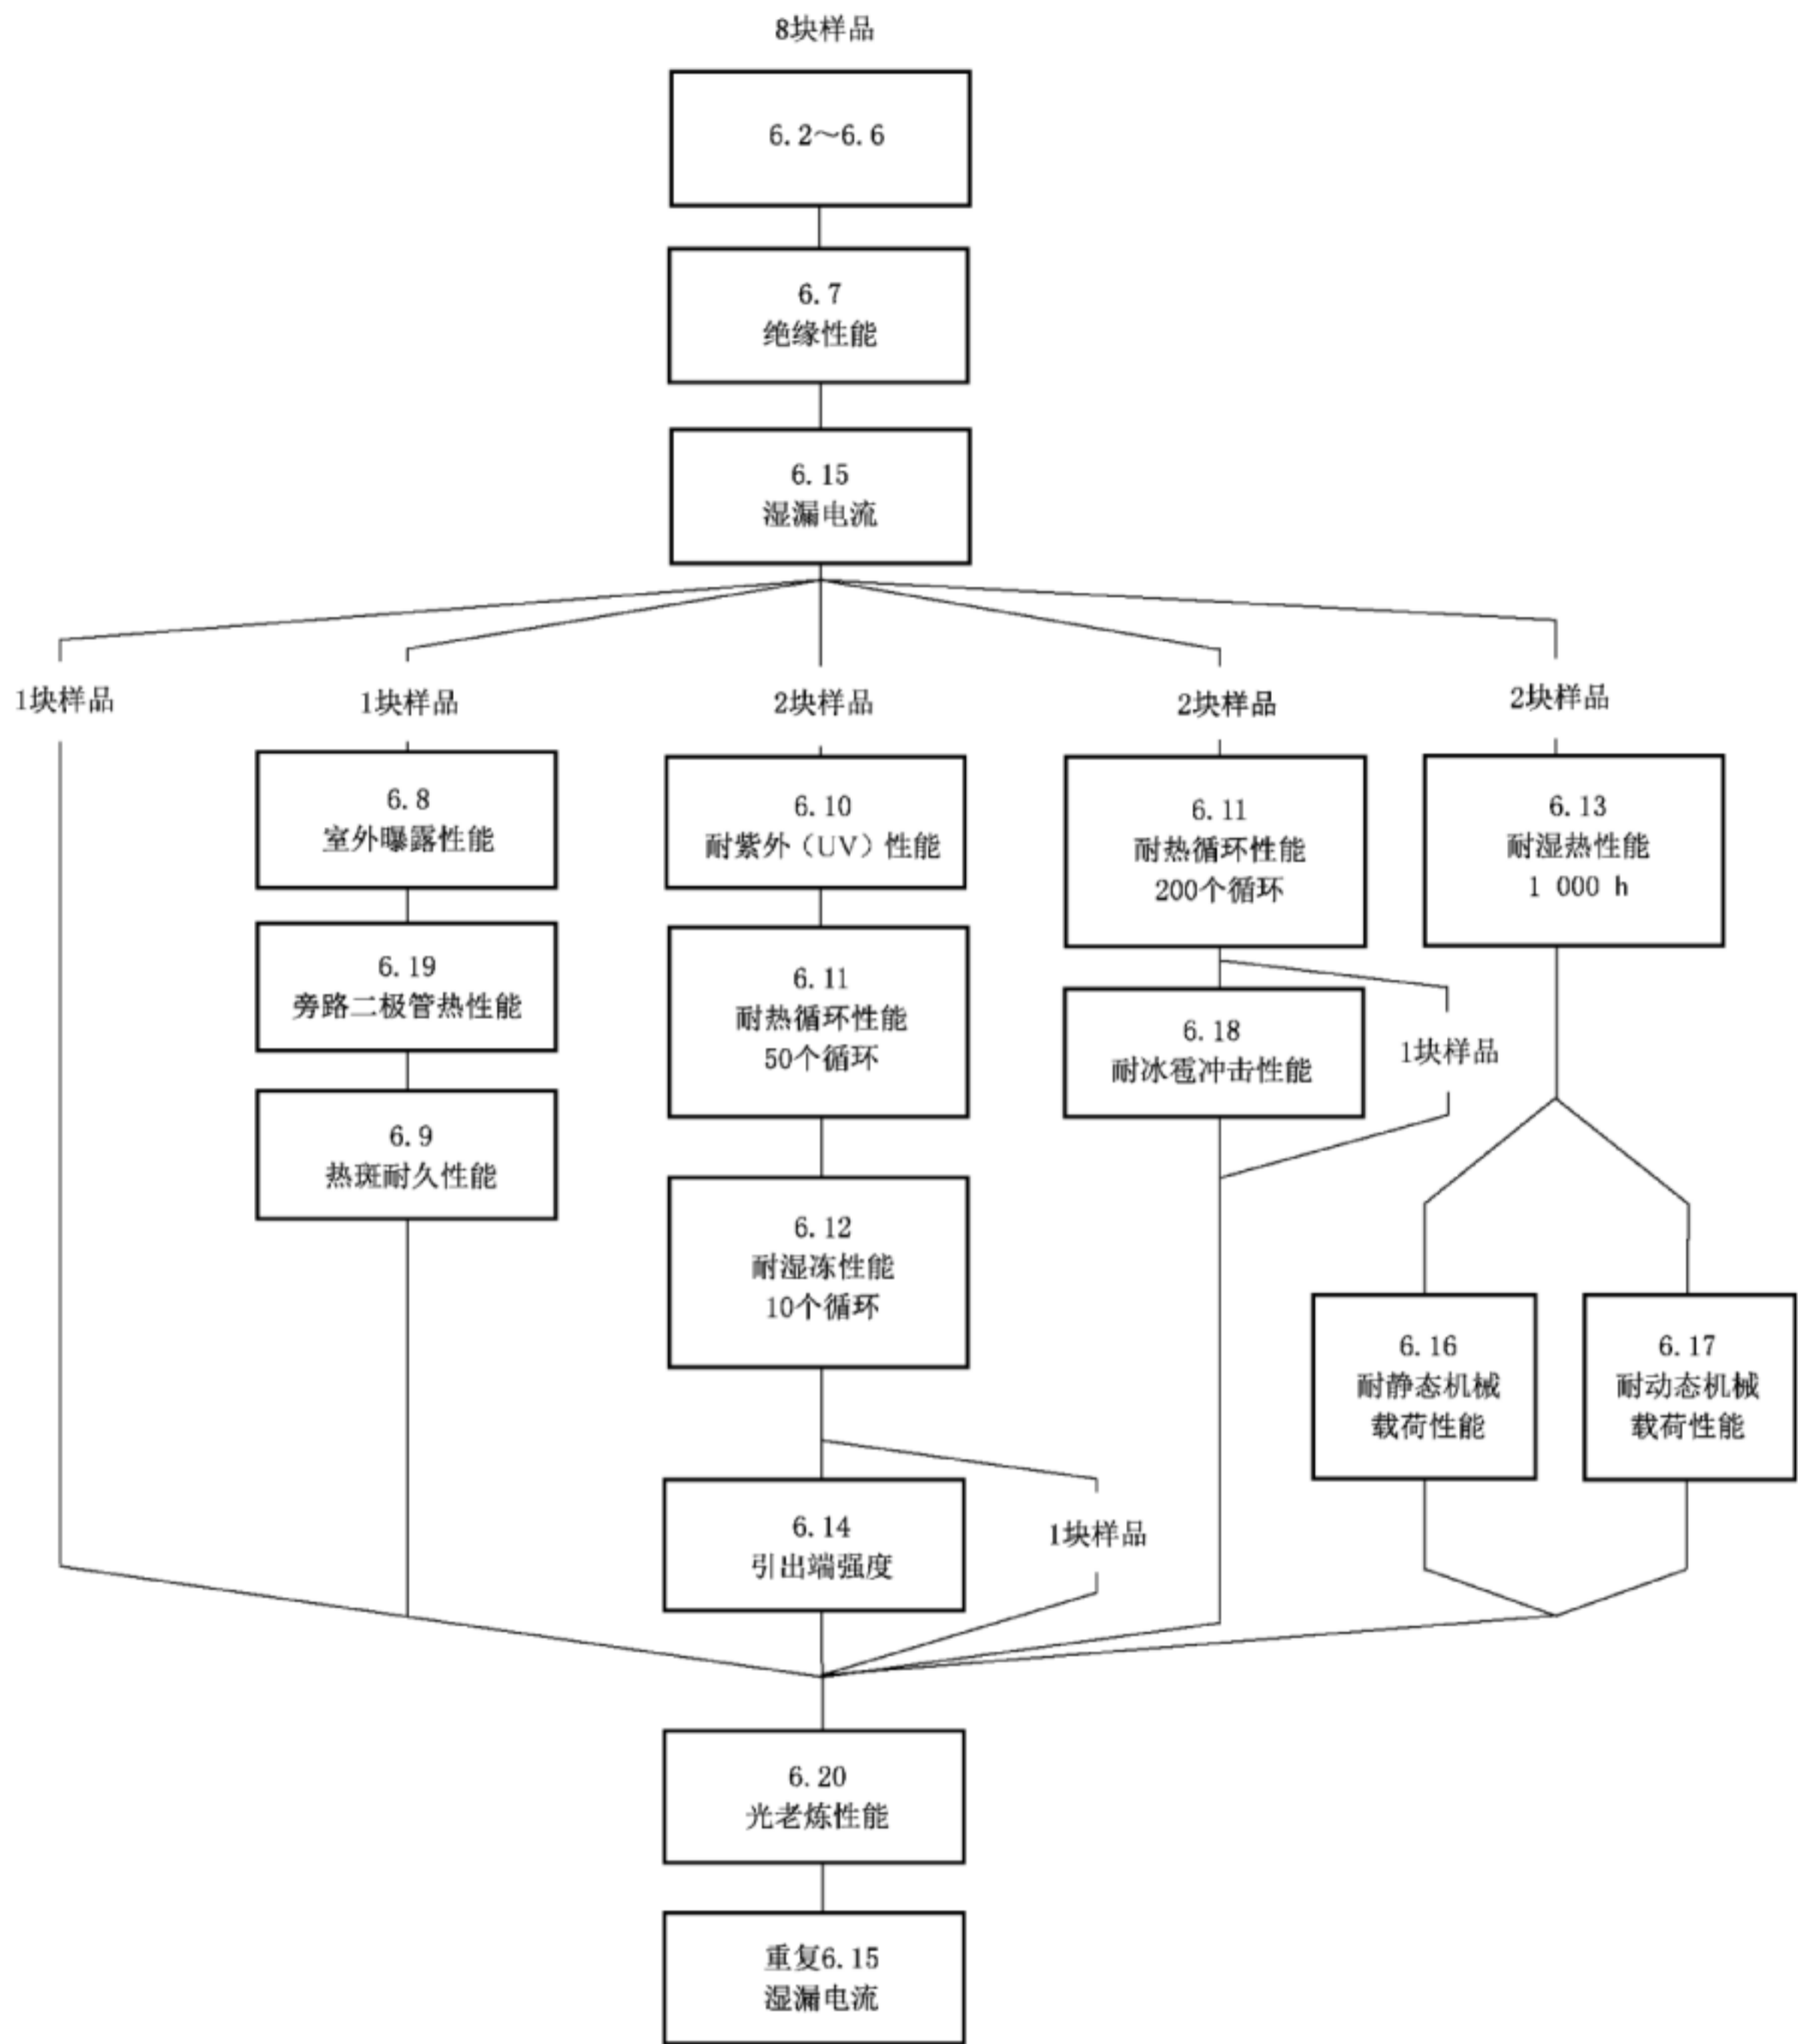 8块样品
6.2～6.6
6.7
绝缘性能
6.15
湿漏电流
1块样品
1块样品
2块样品
2块样品
2块样品
6.8
室外曝露性能
6.19
旁路二极管热性能
6.9
热斑耐久性能
6.10
耐紫外（UV）性能
6.11
耐热循环性能
50个循环
6.12
耐湿冻性能
10个循环
6.14
引出端强度
1块样品
6.11
耐热循环性能
200个循环
6.18
耐冰雹冲击性能
1块样品
6.13
耐湿热性能
1 000 h
6.16
耐静态机械
载荷性能
6.17
耐动态机械
载荷性能
6.20
光老炼性能
重复6.15
湿漏电流